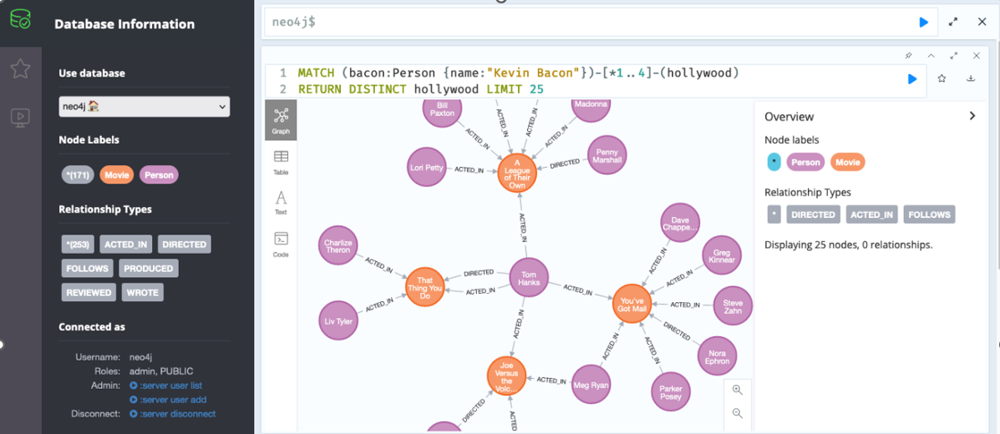 Database Information
Use database
neo4j
Node Labels
*(171) Movie Person
Relationship Types
*(253) ACTED_IN DIRECTED
FOLLOWS PRODUCED
REVIEWED WROTE
Connected as
Username: neo4j
Roles: admin, PUBLIC
Admin: :server user list
:server user add
Disconnect: :server disconnect
neo4j$
1 MATCH (bacon:Person {name:"Kevin Bacon"})-[*1..4]-(hollywood)
2 RETURN DISTINCT hollywood LIMIT 25
Graph
Table
Text
Code
Bill
Paxton
ACTED_IN
ACTED_IN
ACTED_IN
ACTED_IN
Madonna
Lori Petty
ACTED_IN
A
League
of Their
Own
DIRECTED
Penny
Marshall
ACTED_IN
Charlize
Theron
ACTED_IN
That
Thing You
Do
DIRECTED
ACTED_IN
Tom
Hanks
Liv Tyler
ACTED_IN
ACTED_IN
You've
Got Mail
ACTED_IN
Dave
Chappe...
ACTED_IN
Greg
Kinnear
ACTED_IN
Steve
Zahn
DIRECTED
Nora
Ephron
ACTED_IN
Parker
Posey
ACTED_IN
Meg Ryan
ACTED_IN
ACTED_IN
Joe
Versus
the
Volc...
DIRECTED
ACTED_IN
Overview
Node labels
* Person Movie
Relationship Types
* DIRECTED ACTED_IN FOLLOWS
Displaying 25 nodes, 0 relationships.